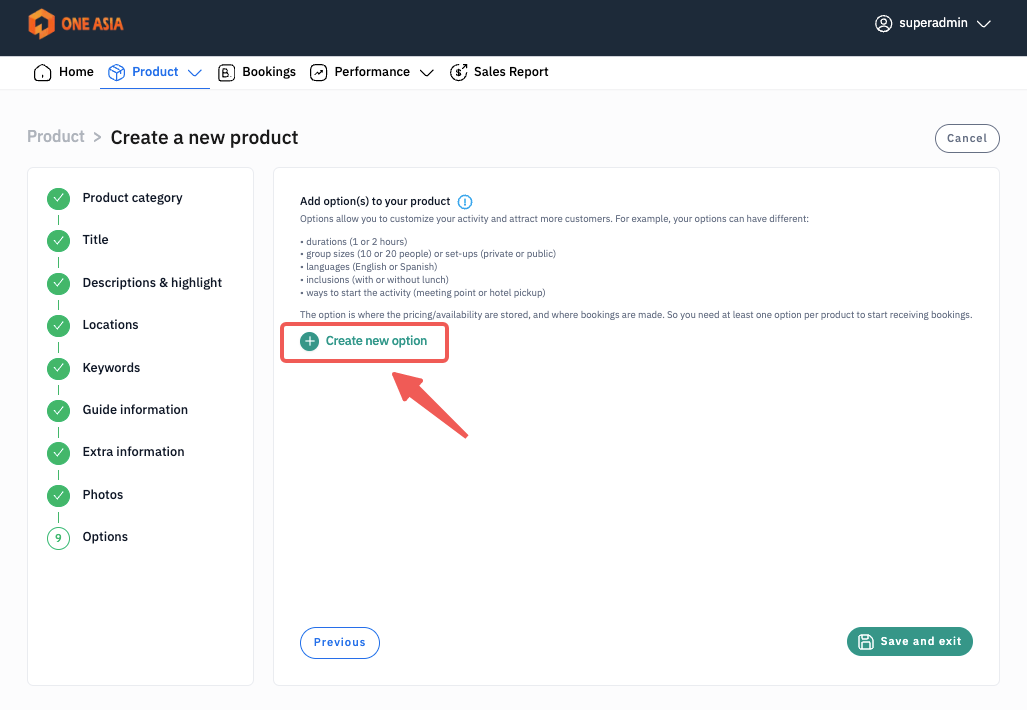 ONE ASIA
superadmin
Home Product Bookings Performance Sales Report
Product > Create a new product
Cancel
Product category
Title
Descriptions & highlight
Locations
Keywords
Guide information
Extra information
Photos
9 Options
Add option(s) to your product
Options allow you to customize your activity and attract more customers. For example, your options can have different:
• durations (1 or 2 hours)
• group sizes (10 or 20 people) or set-ups (private or public)
• languages (English or Spanish)
• inclusions (with or without lunch)
• ways to start the activity (meeting point or hotel pickup)
The option is where the pricing/availability are stored, and where bookings are made. So you need at least one option per product to start receiving bookings.
Create new option
Previous
Save and exit